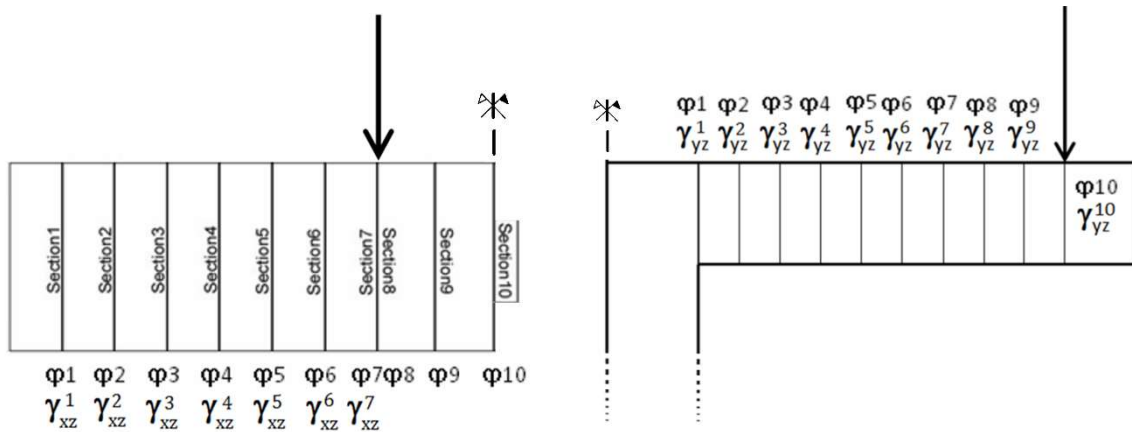 φ1 φ2 φ3 φ4 φ5 φ6 φ7 φ8 φ9
γ¹yz γ²yz γ³yz γ⁴yz γ⁵yz γ⁶yz γ⁷yz γ⁸yz γ⁹yz
φ10
γ¹⁰yz
Section1
Section2
Section3
Section4
Section5
Section6
Section7
Section8
Section9
Section10
φ1 φ2 φ3 φ4 φ5 φ6 φ7 φ8 φ9 φ10
γ¹xz γ²xz γ³xz γ⁴xz γ⁵xz γ⁶xz γ⁷xz